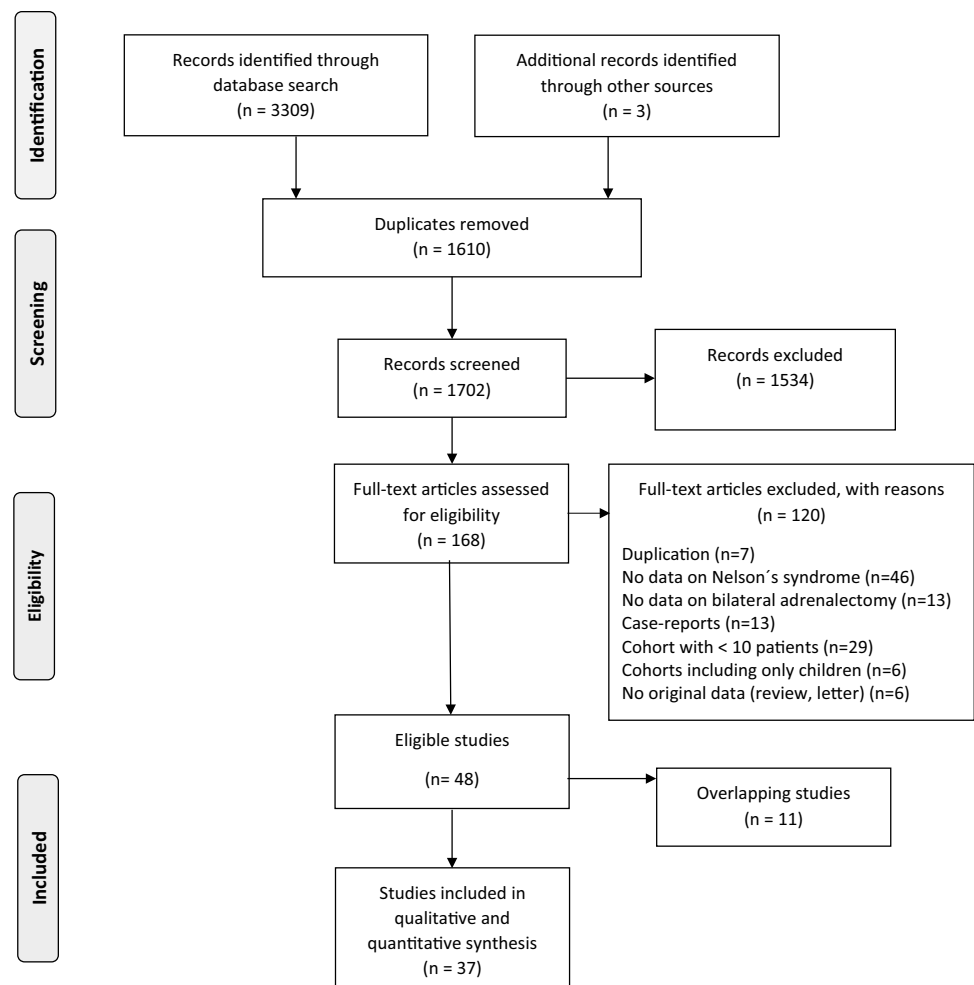 Identification
Records identified through
database search
(n = 3309)
Additional records identified
through other sources
(n = 3)
Duplicates removed
(n = 1610)
Screening
Records screened
(n = 1702)
Records excluded
(n = 1534)
Eligibility
Full-text articles assessed
for eligibility
(n = 168)
Full-text articles excluded, with reasons
(n = 120)
Duplication (n=7)
No data on Nelson´s syndrome (n=46)
No data on bilateral adrenalectomy (n=13)
Case-reports (n=13)
Cohort with < 10 patients (n=29)
Cohorts including only children (n=6)
No original data (review, letter) (n=6)
Eligible studies
(n= 48)
Overlapping studies
(n = 11)
Included
Studies included in
qualitative and
quantitative synthesis
(n = 37)